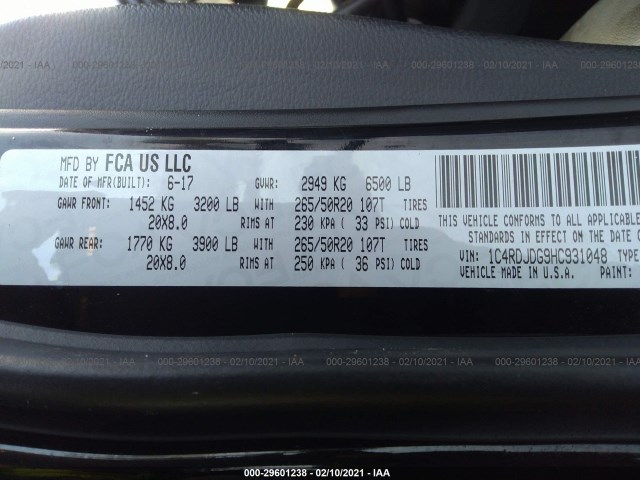 000-29601238 - 02/10/2021 - IAA
MFD BY FCA US LLC
DATE OF MFR(BUILT): 6-17 GVWR: 2949 KG 6500 LB
GAWR FRONT: 1452 KG 3200 LB WITH 265/50R20 107T TIRES
20X8.0 RIMS AT 230 KPA ( 33 PSI) COLD
GAWR REAR: 1770 KG 3900 LB WITH 265/50R20 107T TIRES
20X8.0 RIMS AT 250 KPA ( 36 PSI) COLD
THIS VEHICLE CONFORMS TO ALL APPLICABLE
STANDARDS IN EFFECT ON THE DATE
VIN: 1C4RDJDG9HC931048 TYPE
VEHICLE MADE IN U.S.A. PAINT:
000-29601238 - 02/10/2021 - IAA
000-29601238 - 02/10/2021 - IAA